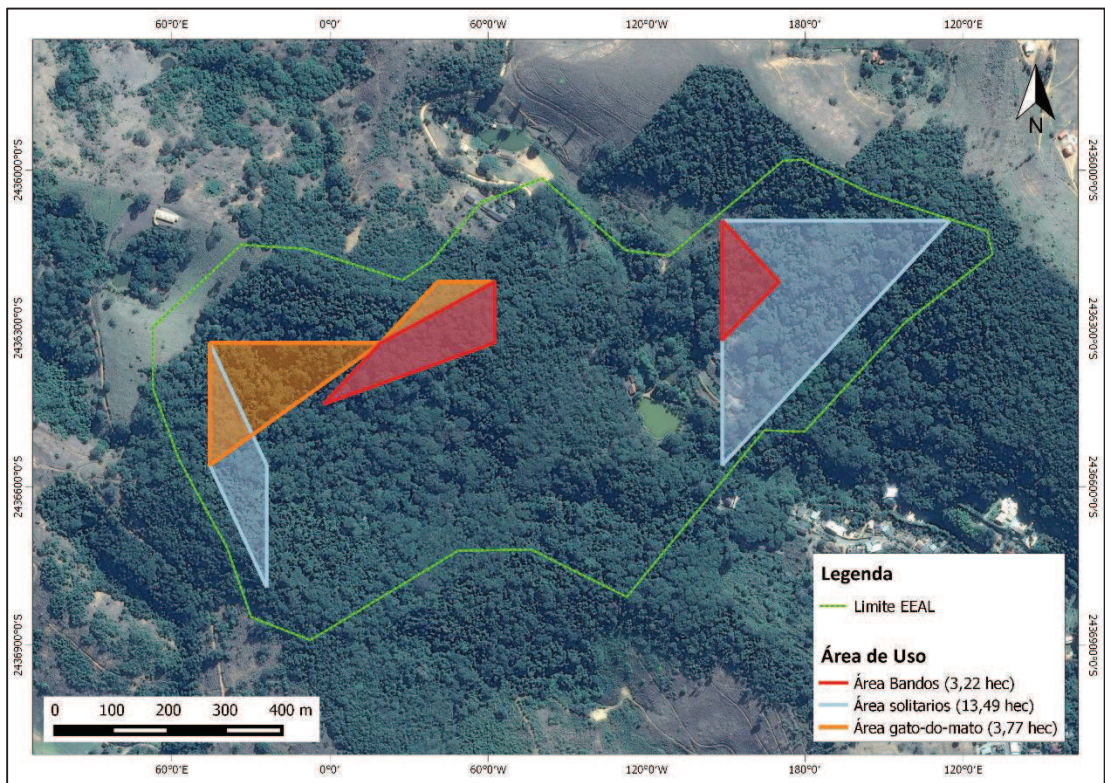 60°0'E 0°0' 60°0'W 120°0'W 180°0' 120°0'E
N
2436000°0'S 2436000°0'S
2436300°0'S 2436300°0'S
2436600°0'S 2436600°0'S
2436900°0'S 2436900°0'S
Legenda
Limite EEAL
Área de Uso
Área Bandos (3,22 hec)
Área solitarios (13,49 hec)
Área gato-do-mato (3,77 hec)
0 100 200 300 400 m
60°0'E 0°0' 60°0'W 120°0'W 180°0' 120°0'E